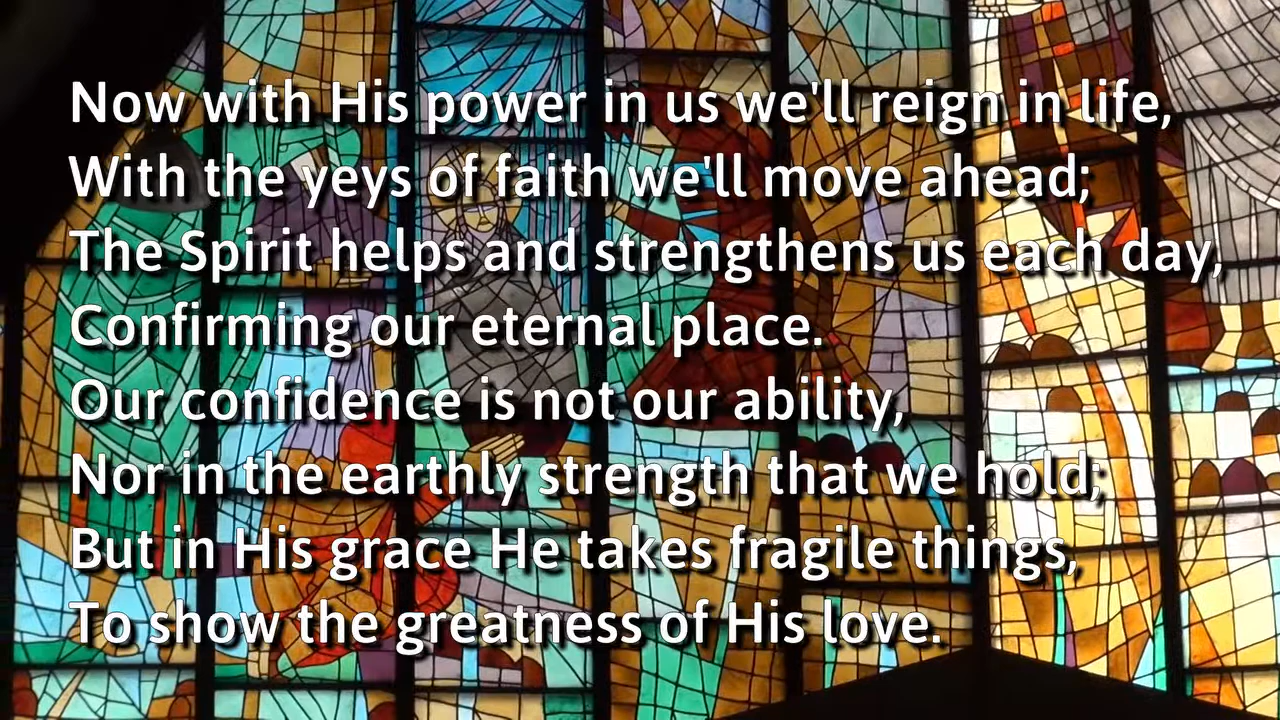 Now with His power in us we'll reign in life,
With the yeys of faith we'll move ahead;
The Spirit helps and strengthens us each day,
Confirming our eternal place.
Our confidence is not our ability,
Nor in the earthly strength that we hold;
But in His grace He takes fragile things,
To show the greatness of His love.